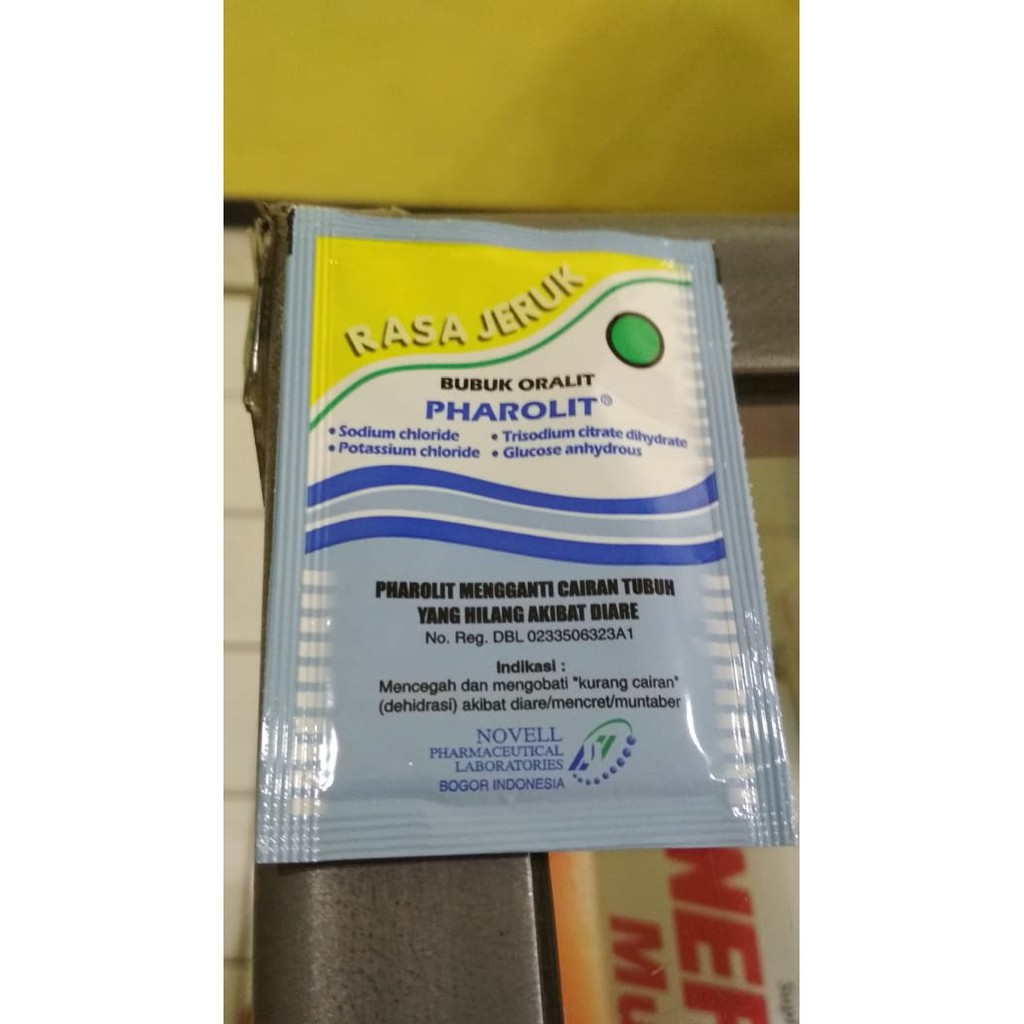 RASA JERUK
BUBUK ORALIT
PHAROLIT®
• Sodium chloride • Trisodium citrate dihydrate
• Potassium chloride • Glucose anhydrous
PHAROLIT MENGGANTI CAIRAN TUBUH
YANG HILANG AKIBAT DIARE
No. Reg. DBL 0233506323A1
Indikasi :
Mencegah dan mengobati "kurang cairan"
(dehidrasi) akibat diare/mencret/muntaber
NOVELL
PHARMACEUTICAL
LABORATORIES
BOGOR INDONESIA